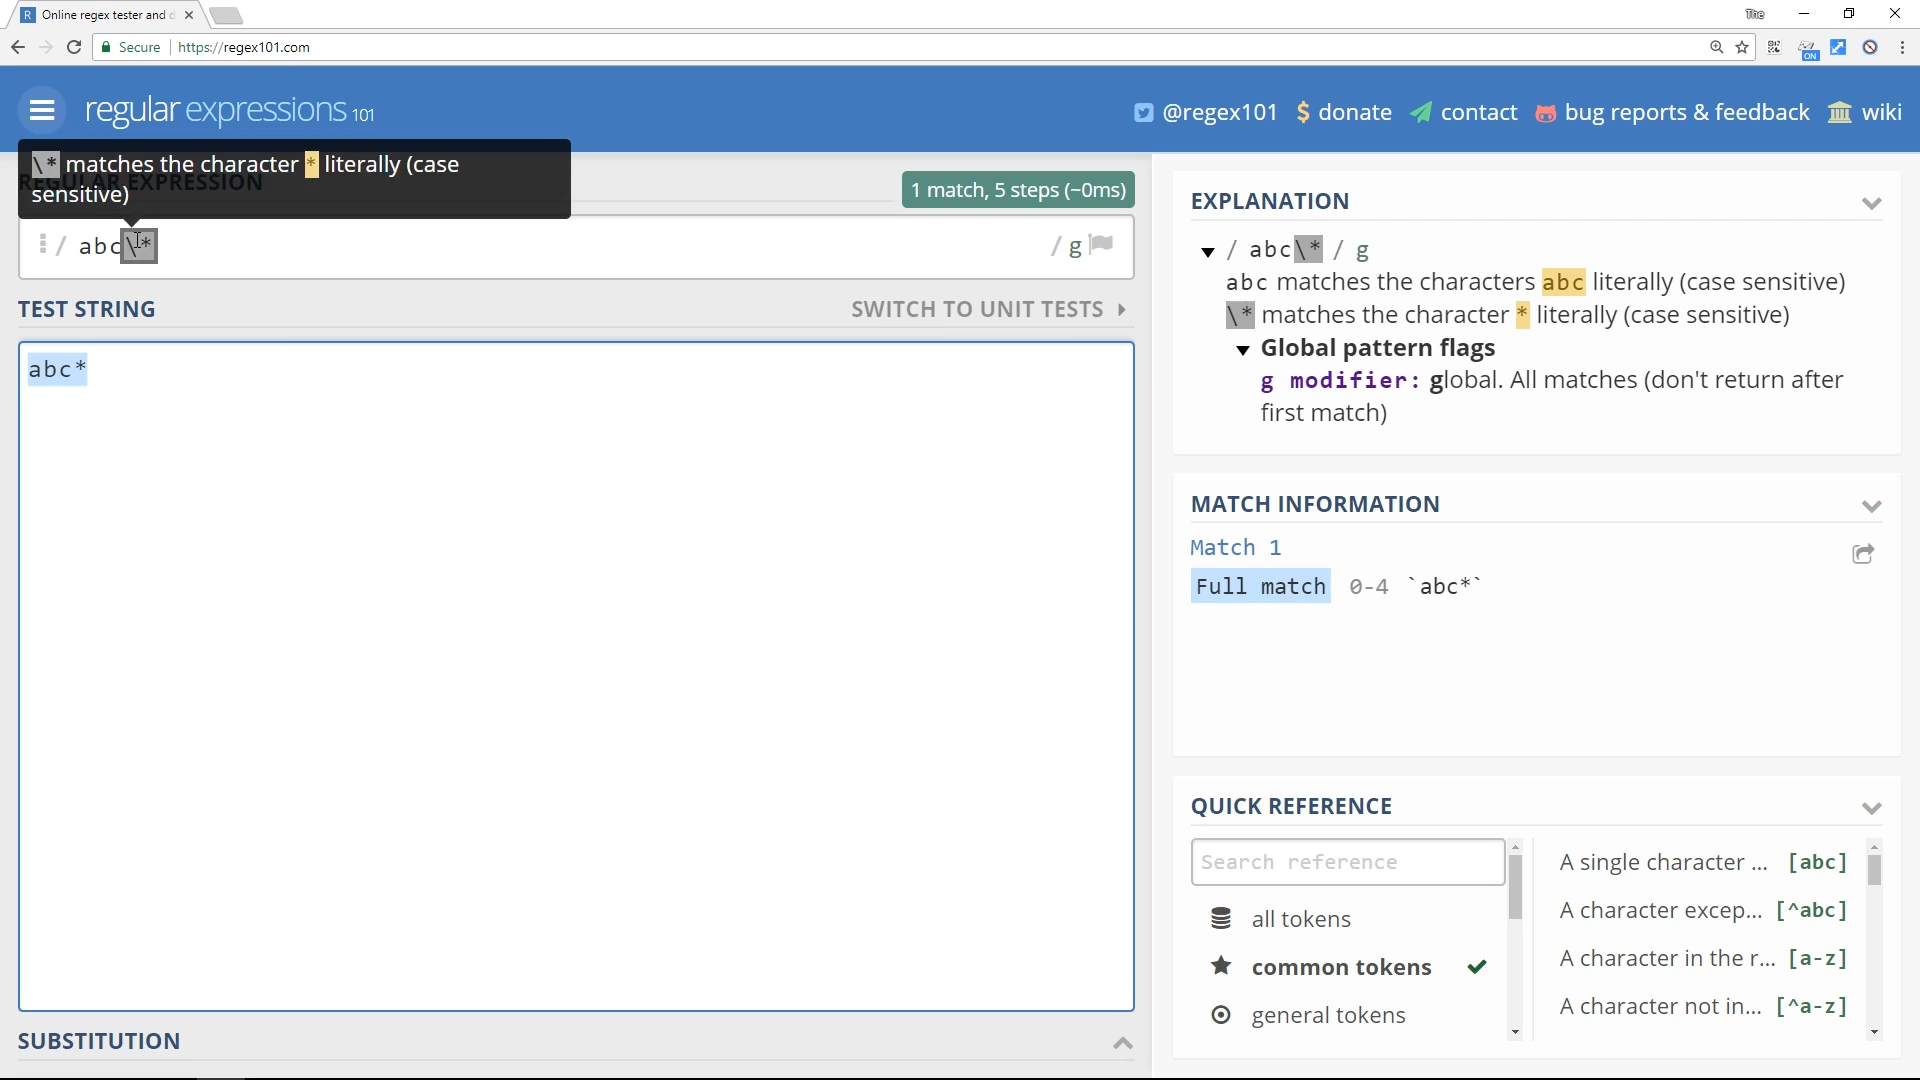 Online regex tester and d
The
Secure
https://regex101.com
ON
regular expressions 101
@regex101
$ donate
contact
bug reports & feedback
wiki
\* matches the character * literally (case
sensitive)
REGULAR EXPRESSION
1 match, 5 steps (~0ms)
/ abc\*
/ g
TEST STRING
SWITCH TO UNIT TESTS
abc*
SUBSTITUTION
EXPLANATION
/ abc\* / g
abc matches the characters abc literally (case sensitive)
\* matches the character * literally (case sensitive)
Global pattern flags
g modifier: global. All matches (don't return after
first match)
MATCH INFORMATION
Match 1
Full match 0-4 `abc*`
QUICK REFERENCE
Search reference
all tokens
common tokens
general tokens
A single character ... [abc]
A character excep... [^abc]
A character in the r... [a-z]
A character not in... [^a-z]